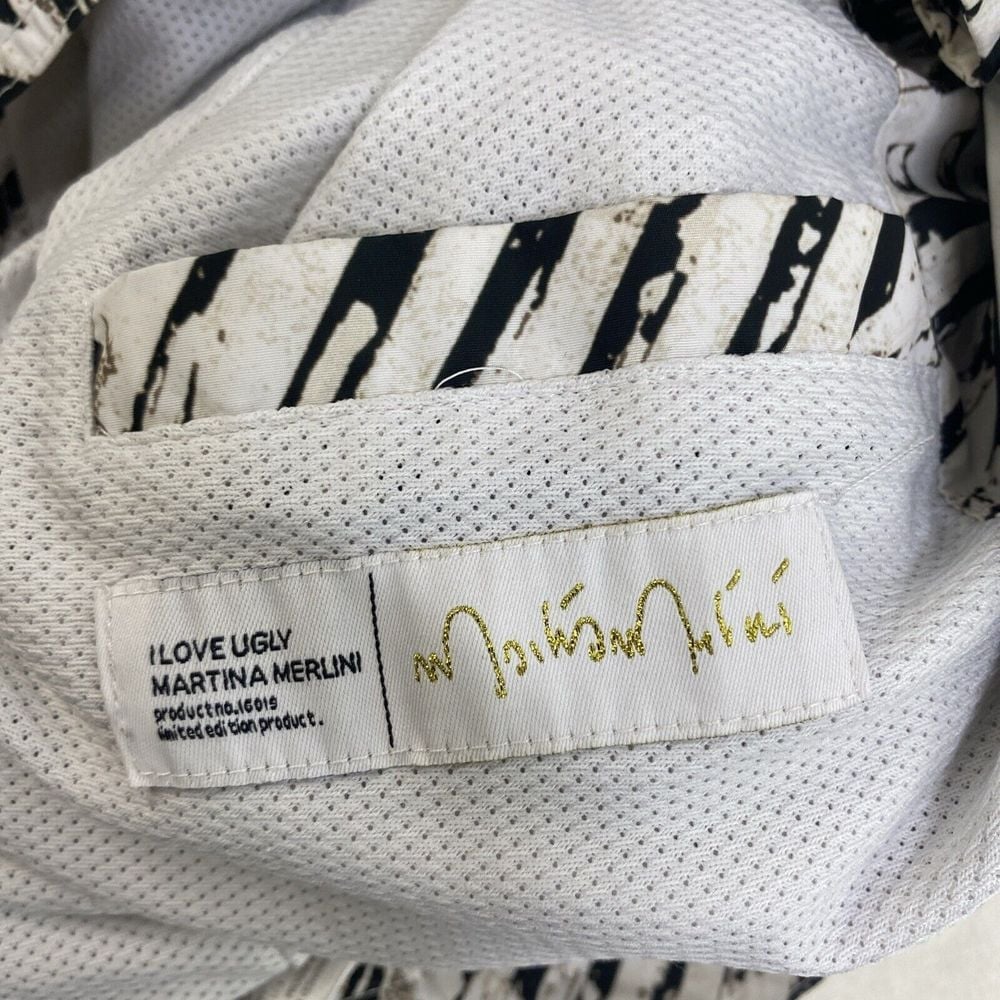 I LOVE UGLY
MARTINA MERLINI
product no.16019
limited edition product.